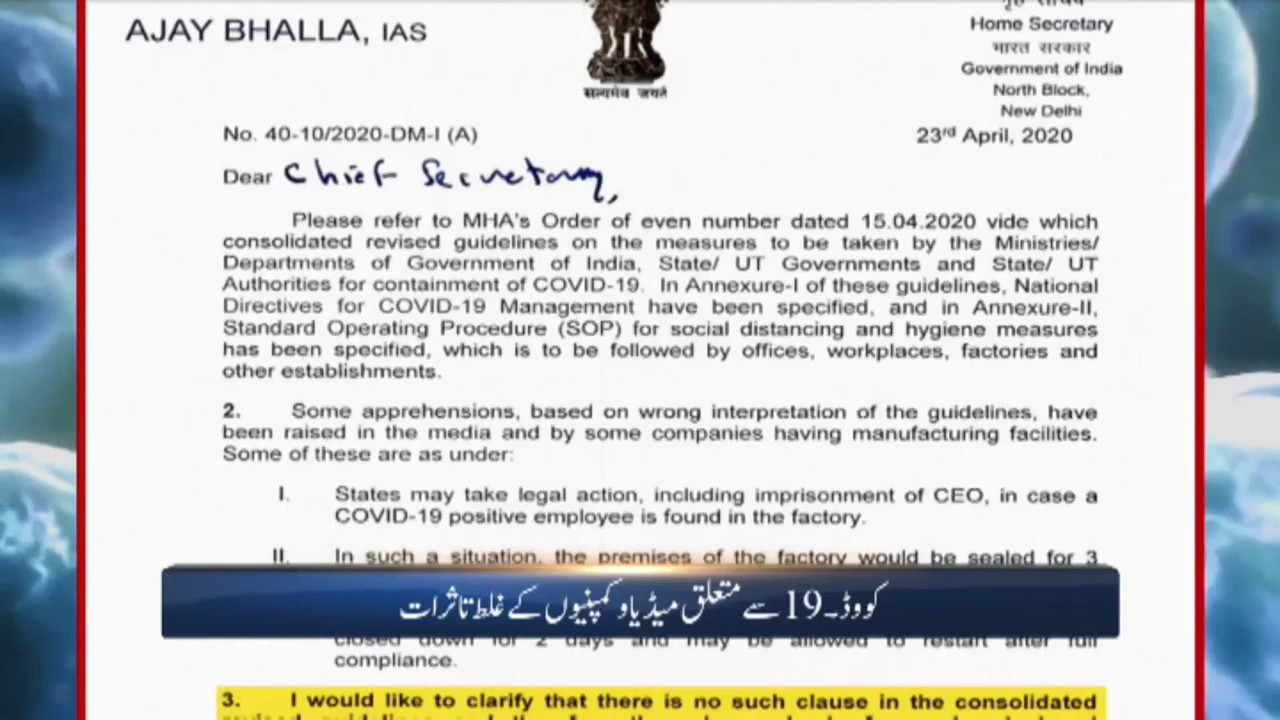 AJAY BHALLA, IAS
सत्यमेव जयते
Home Secretary
भारत सरकार
Government of India
North Block,
New Delhi
No. 40-10/2020-DM-I (A)
23rd April, 2020
Dear Chief Secretary,
Please refer to MHA's Order of even number dated 15.04.2020 vide which
consolidated revised guidelines on the measures to be taken by the Ministries/
Departments of Government of India, State/ UT Governments and State/ UT
Authorities for containment of COVID-19. In Annexure-I of these guidelines, National
Directives for COVID-19 Management have been specified, and in Annexure-II,
Standard Operating Procedure (SOP) for social distancing and hygiene measures
has been specified, which is to be followed by offices, workplaces, factories and
other establishments.
2. Some apprehensions, based on wrong interpretation of the guidelines, have
been raised in the media and by some companies having manufacturing facilities.
Some of these are as under:
I. States may take legal action, including imprisonment of CEO, in case a
COVID-19 positive employee is found in the factory.
II. In such a situation, the premises of the factory would be sealed for 3
کووڈ۔19 سے متعلق میڈیا و کمپنیوں کے غلط تاثرات
closed down for 2 days and may be allowed to restart after full
compliance.
3. I would like to clarify that there is no such clause in the consolidated